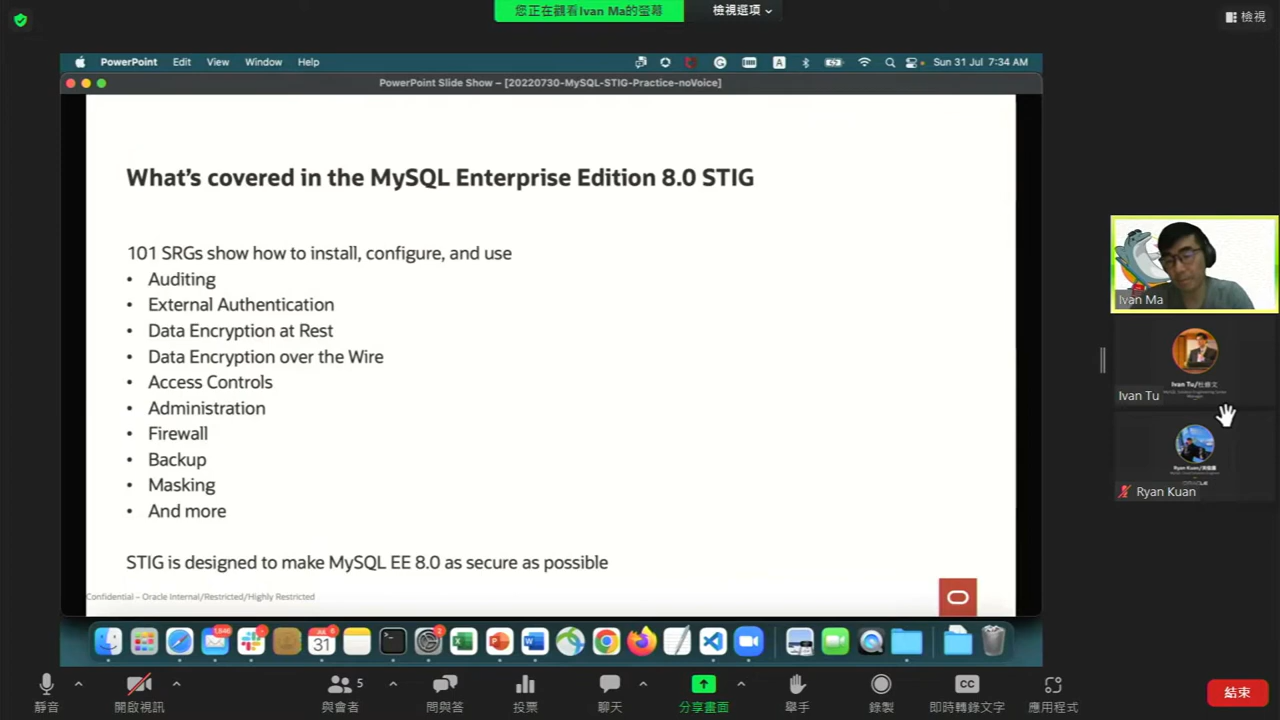 您正在觀看Ivan Ma的螢幕
檢視選項
檢視
PowerPoint Edit View Window Help
Sun 31 Jul 7:34 AM
PowerPoint Slide Show – [20220730-MySQL-STIG-Practice-noVoice]
What's covered in the MySQL Enterprise Edition 8.0 STIG
101 SRGs show how to install, configure, and use
• Auditing
• External Authentication
• Data Encryption at Rest
• Data Encryption over the Wire
• Access Controls
• Administration
• Firewall
• Backup
• Masking
• And more
STIG is designed to make MySQL EE 8.0 as secure as possible
Confidential – Oracle Internal/Restricted/Highly Restricted
Ivan Ma
Ivan Tu/杜修文
Ivan Tu
Ryan Kuan
31
靜音
開啟視訊
5
與會者
問與答
投票
聊天
分享畫面
舉手
錄製
CC
即時轉錄文字
應用程式
結束